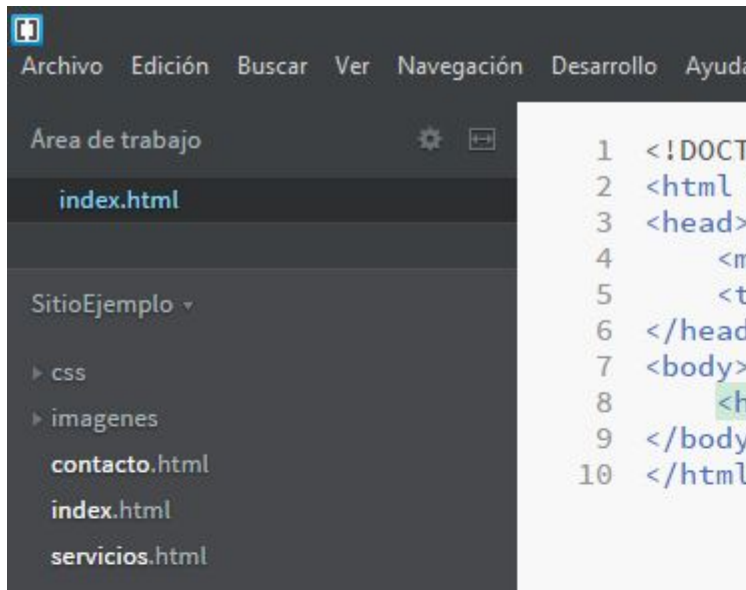 Archivo Edición Buscar Ver Navegación Desarrollo Ayuda
Área de trabajo
index.html
SitioEjemplo
css
imagenes
contacto.html
index.html
servicios.html
1 <!DOCT
2 <html
3 <head>
4 <m
5 <t
6 </head
7 <body>
8 <h
9 </body
10 </html